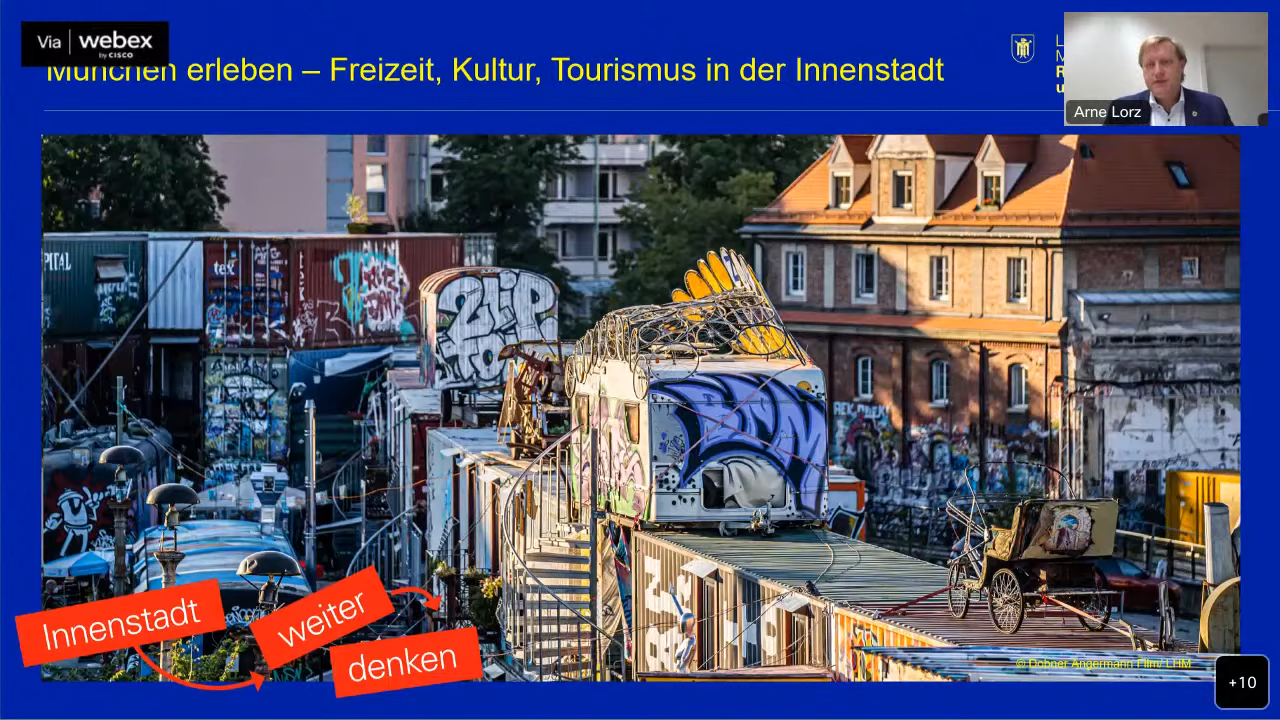 Via webex
by CISCO
München erleben – Freizeit, Kultur, Tourismus in der Innenstadt
Arne Lorz
Innenstadt
weiter
denken
© Dobner Angermann Film/ LHM
+10